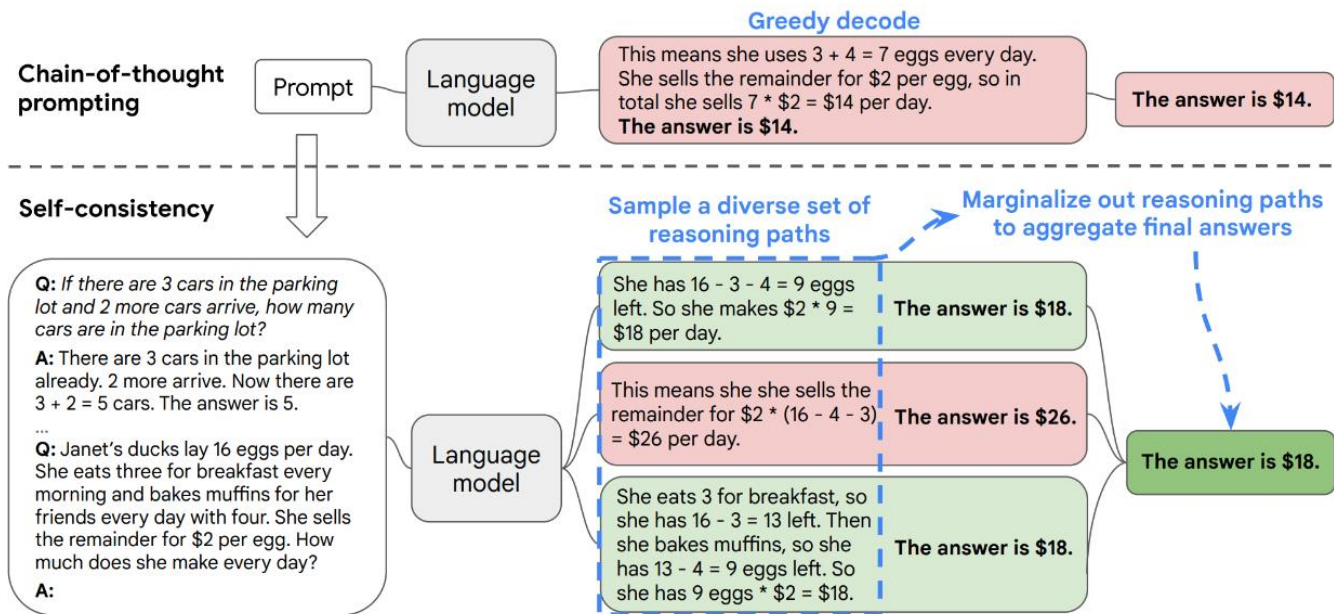 Greedy decode
Chain-of-thought
prompting
Prompt
Language
model
This means she uses 3 + 4 = 7 eggs every day.
She sells the remainder for $2 per egg, so in
total she sells 7 * $2 = $14 per day.
The answer is $14.
The answer is $14.
Self-consistency
Sample a diverse set of
reasoning paths
Marginalize out reasoning paths
to aggregate final answers
Q: If there are 3 cars in the parking
lot and 2 more cars arrive, how many
cars are in the parking lot?
A: There are 3 cars in the parking lot
already. 2 more arrive. Now there are
3 + 2 = 5 cars. The answer is 5.
...
Q: Janet's ducks lay 16 eggs per day.
She eats three for breakfast every
morning and bakes muffins for her
friends every day with four. She sells
the remainder for $2 per egg. How
much does she make every day?
A:
Language
model
She has 16 - 3 - 4 = 9 eggs
left. So she makes $2 * 9 =
$18 per day.
The answer is $18.
This means she she sells the
remainder for $2 * (16 - 4 - 3)
= $26 per day.
The answer is $26.
She eats 3 for breakfast, so
she has 16 - 3 = 13 left. Then
she bakes muffins, so she
has 13 - 4 = 9 eggs left. So
she has 9 eggs * $2 = $18.
The answer is $18.
The answer is $18.